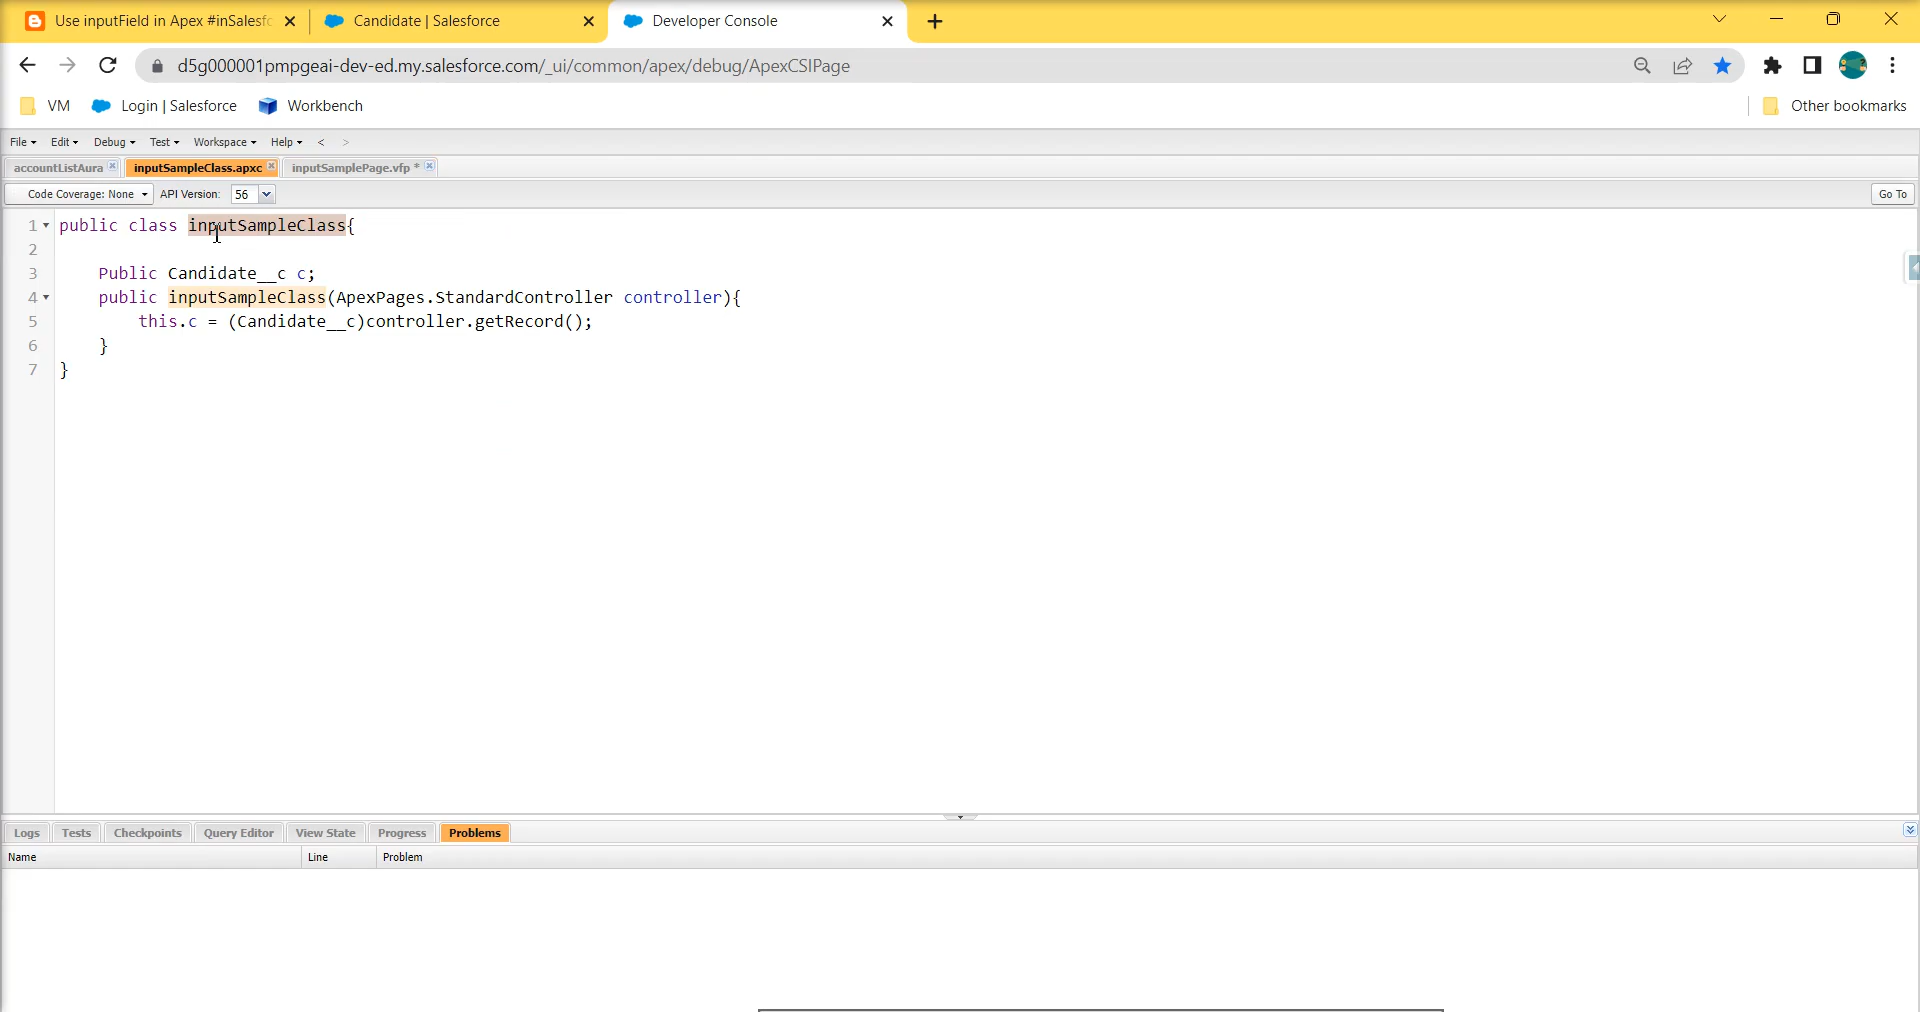 Use inputField in Apex #inSalesfc
Candidate | Salesforce
Developer Console
d5g000001pmpgeai-dev-ed.my.salesforce.com/_ui/common/apex/debug/ApexCSIPage
VM
Login | Salesforce
Workbench
Other bookmarks
File
Edit
Debug
Test
Workspace
Help
<
>
accountListAura
inputSampleClass.apxc
inputSamplePage.vfp *
Code Coverage: None
API Version:
56
Go To
1 public class inputSampleClass{
2
3 Public Candidate__c c;
4 public inputSampleClass(ApexPages.StandardController controller){
5 this.c = (Candidate__c)controller.getRecord();
6 }
7 }
Logs
Tests
Checkpoints
Query Editor
View State
Progress
Problems
Name
Line
Problem